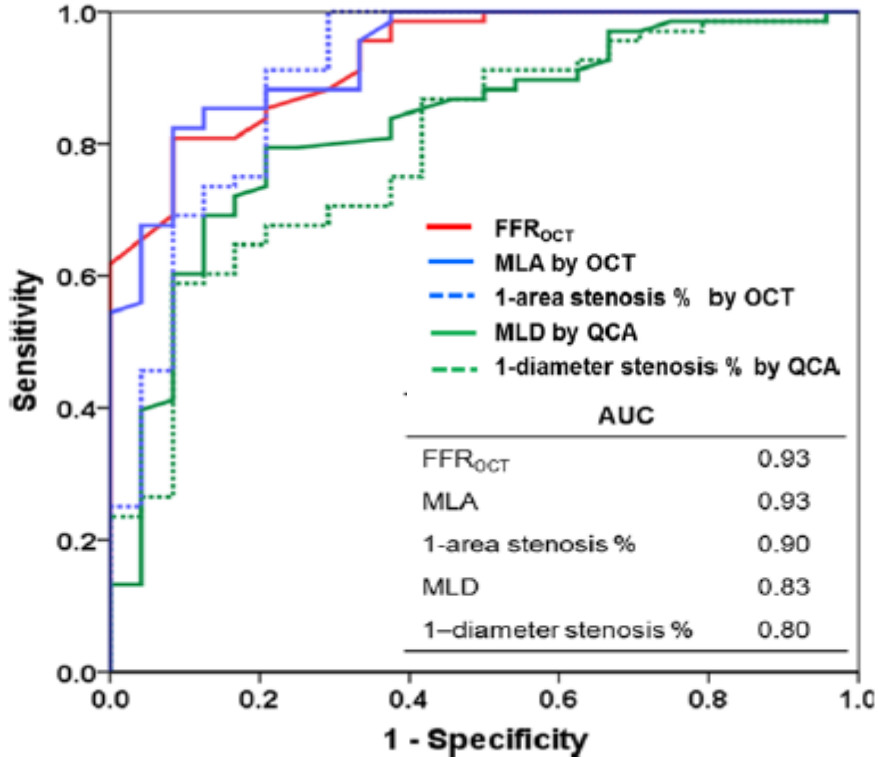 1.0
0.8
0.6
0.4
0.2
0.0
Sensitivity
FFROCT
MLA by OCT
1-area stenosis % by OCT
MLD by QCA
1-diameter stenosis % by QCA
AUC
FFROCT 0.93
MLA 0.93
1-area stenosis % 0.90
MLD 0.83
1–diameter stenosis % 0.80
0.0 0.2 0.4 0.6 0.8 1.0
1 - Specificity